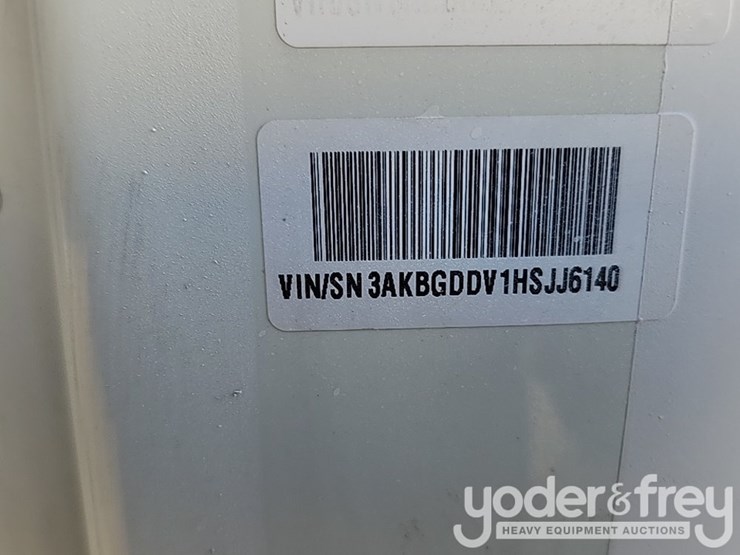 VIN/SN 3AKBGDDV1HSJJ6140
yoder&frey
HEAVY EQUIPMENT AUCTIONS